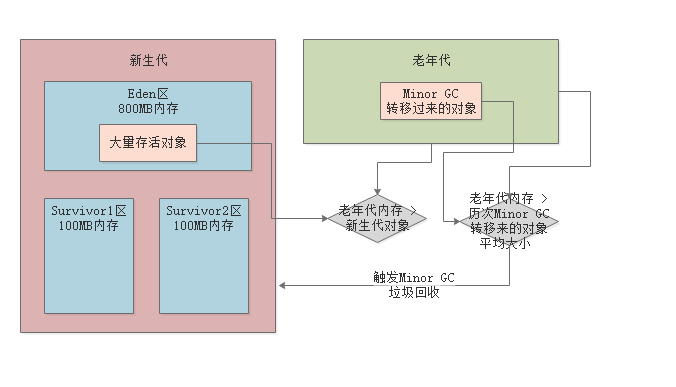 新生代
Eden区
800MB内存
大量存活对象
Survivor1区
100MB内存
Survivor2区
100MB内存
老年代
Minor GC
转移过来的对象
老年代内存 >
新生代对象
老年代内存 >
历次Minor GC
转移来的对象
平均大小
触发Minor GC
垃圾回收